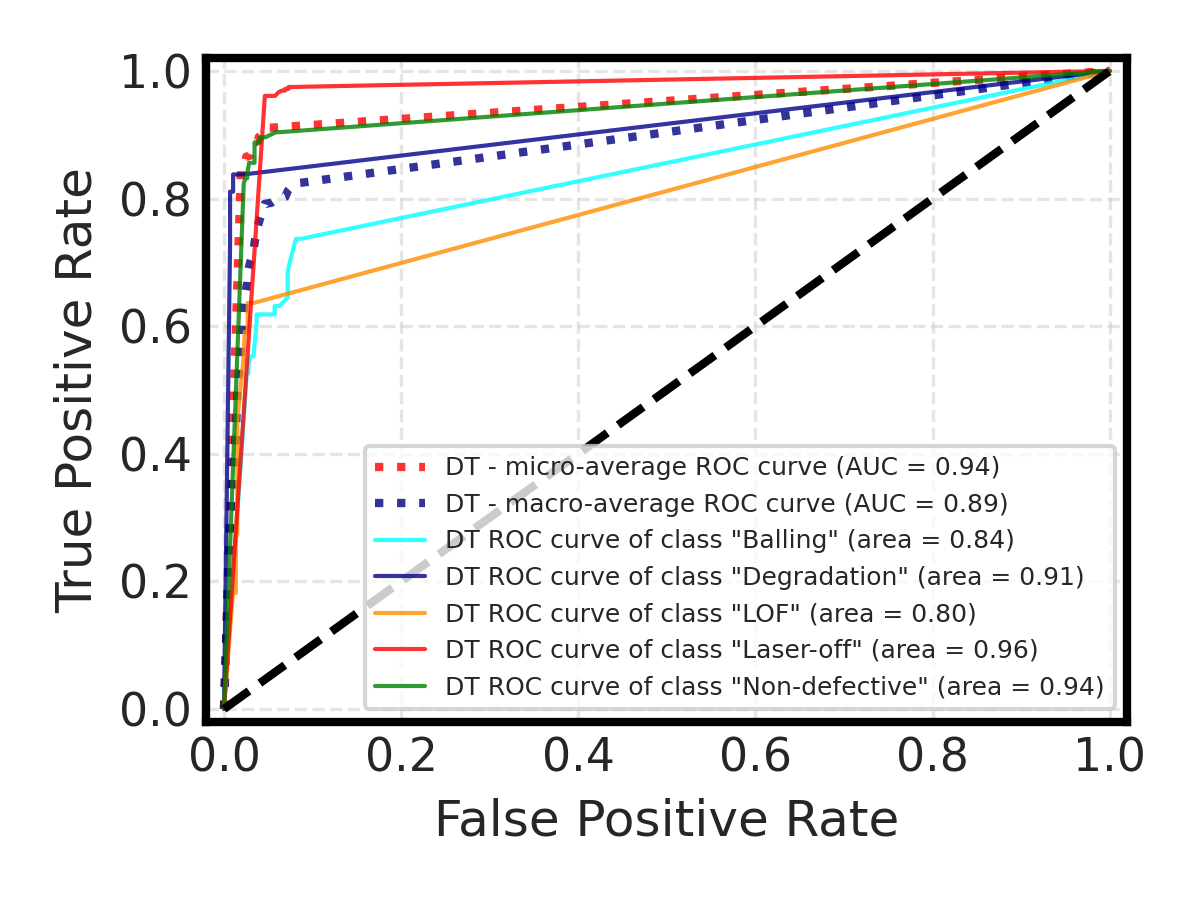 1.0
0.8
0.6
0.4
0.2
0.0
True Positive Rate
DT - micro-average ROC curve (AUC = 0.94)
DT - macro-average ROC curve (AUC = 0.89)
DT ROC curve of class "Balling" (area = 0.84)
DT ROC curve of class "Degradation" (area = 0.91)
DT ROC curve of class "LOF" (area = 0.80)
DT ROC curve of class "Laser-off" (area = 0.96)
DT ROC curve of class "Non-defective" (area = 0.94)
0.0 0.2 0.4 0.6 0.8 1.0
False Positive Rate